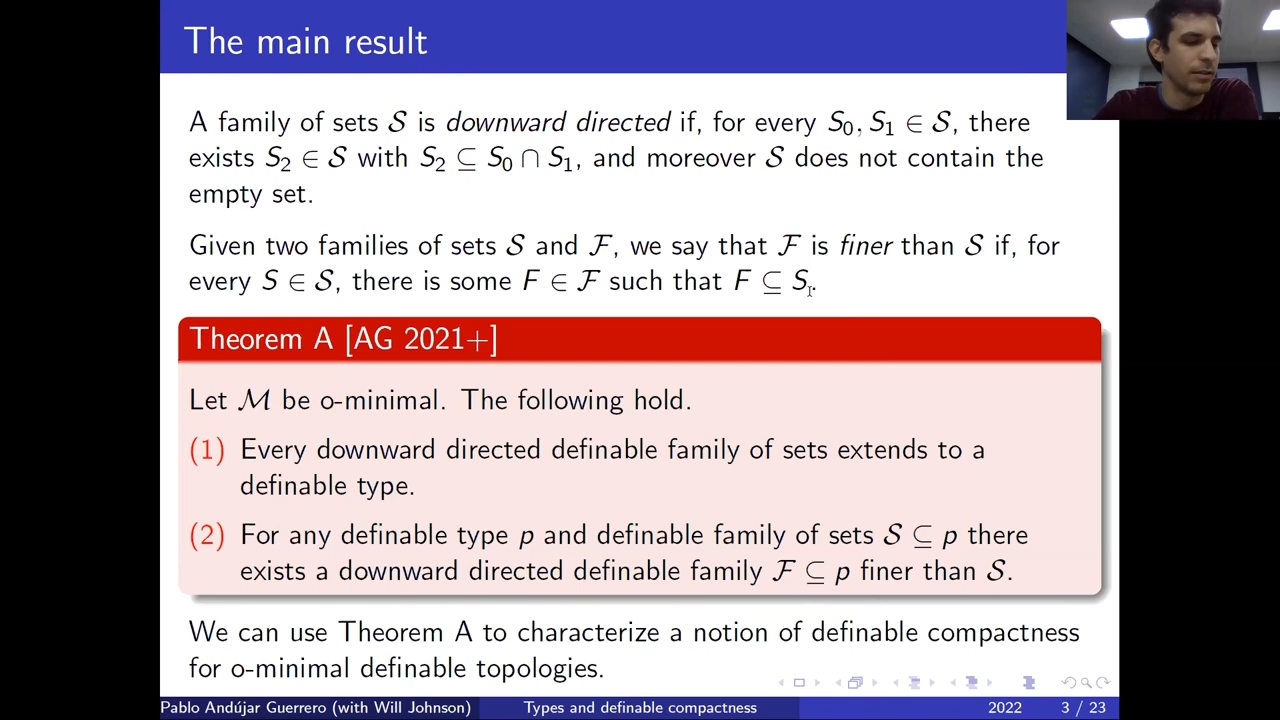 The main result
A family of sets 𝒮 is downward directed if, for every S₀, S₁ ∈ 𝒮, there
exists S₂ ∈ 𝒮 with S₂ ⊆ S₀ ∩ S₁, and moreover 𝒮 does not contain the
empty set.
Given two families of sets 𝒮 and ℱ, we say that ℱ is finer than 𝒮 if, for
every S ∈ 𝒮, there is some F ∈ ℱ such that F ⊆ S.
Theorem A [AG 2021+]
Let ℳ be o-minimal. The following hold.
(1) Every downward directed definable family of sets extends to a
definable type.
(2) For any definable type p and definable family of sets 𝒮 ⊆ p there
exists a downward directed definable family ℱ ⊆ p finer than 𝒮.
We can use Theorem A to characterize a notion of definable compactness
for o-minimal definable topologies.
Pablo Andújar Guerrero (with Will Johnson) Types and definable compactness 2022 3 / 23